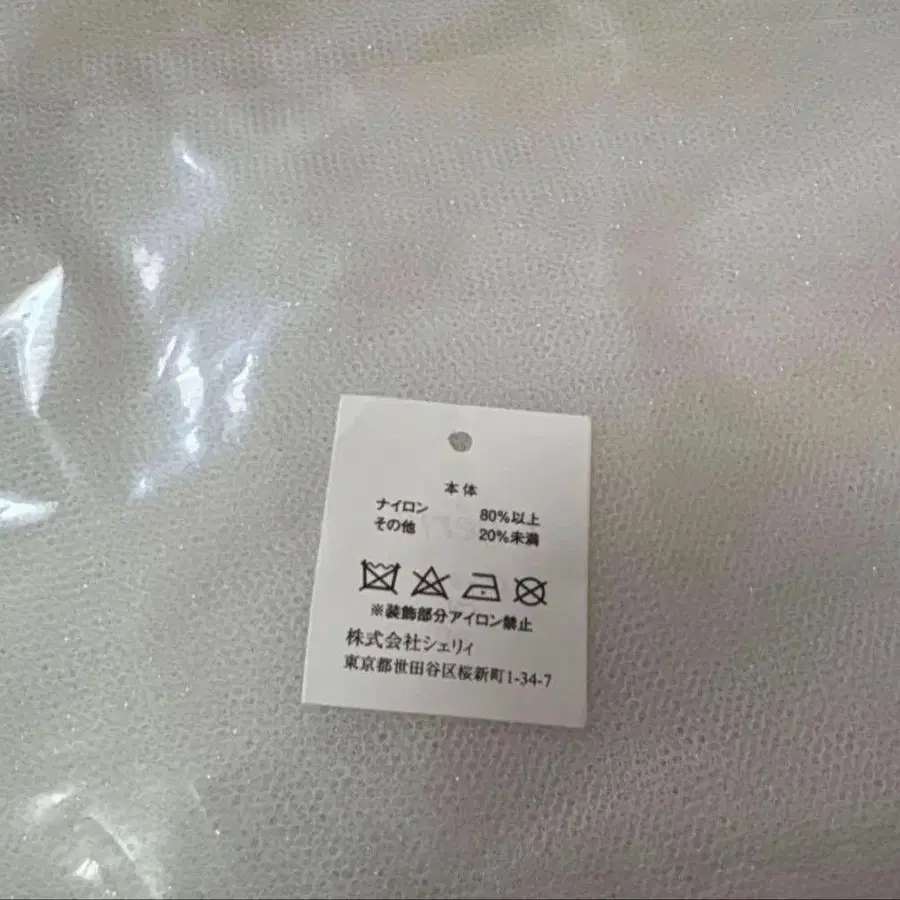 本体
ナイロン 80%以上
その他 20%未満
※装飾部分アイロン禁止
株式会社シェリィ
東京都世田谷区桜新町1-34-7